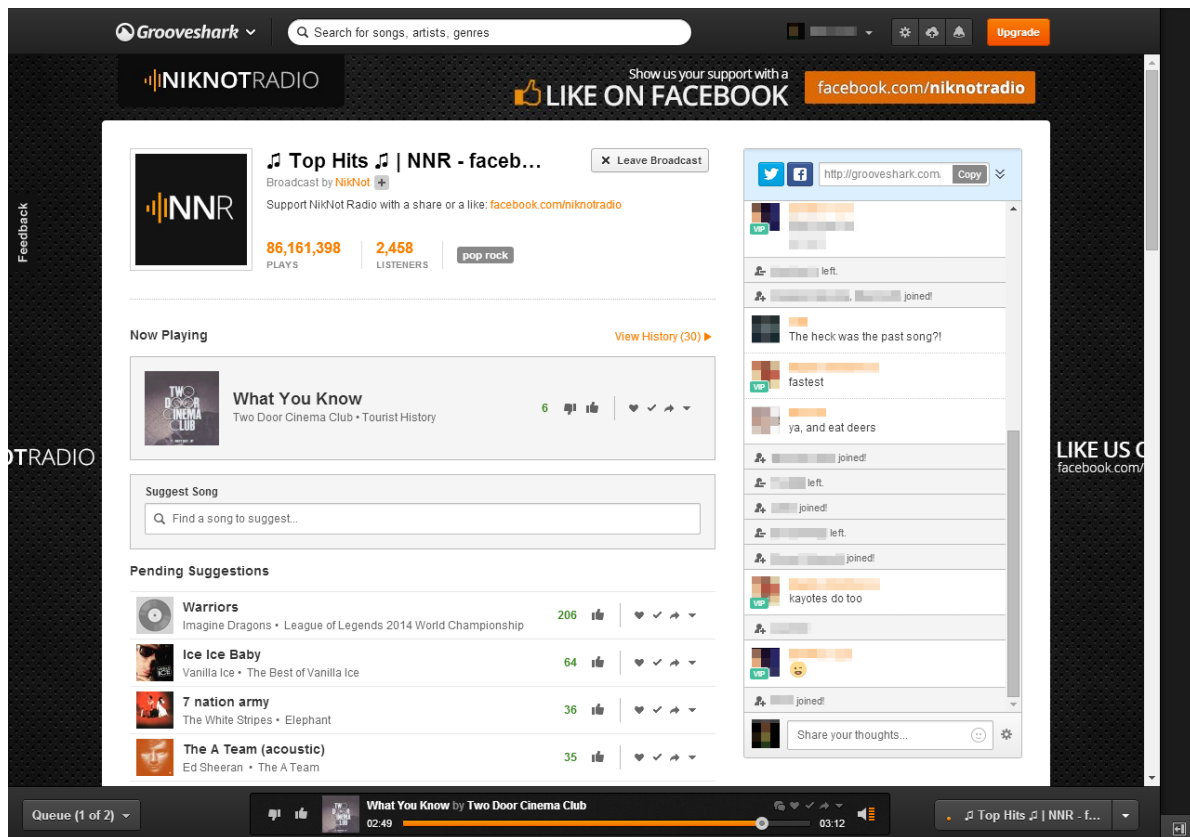 Grooveshark
Search for songs, artists, genres
Upgrade
NIKNOTRADIO
Show us your support with a
LIKE ON FACEBOOK
facebook.com/niknotradio
Feedback
NNR
♫ Top Hits ♫ | NNR - faceb...
Leave Broadcast
Broadcast by NikNot
Support NikNot Radio with a share or a like: facebook.com/niknotradio
86,161,398
PLAYS
2,458
LISTENERS
pop rock
Now Playing
View History (30)
TWO DOOR CINEMA CLUB
What You Know
Two Door Cinema Club • Tourist History
6
Suggest Song
Find a song to suggest...
Pending Suggestions
Warriors
Imagine Dragons • League of Legends 2014 World Championship
206
Ice Ice Baby
Vanilla Ice • The Best of Vanilla Ice
64
7 nation army
The White Stripes • Elephant
36
The A Team (acoustic)
Ed Sheeran • The A Team
35
http://grooveshark.com/
Copy
VIP
left.
, joined!
The heck was the past song?!
VIP
fastest
ya, and eat deers
joined!
left.
joined!
left.
joined!
VIP
kayotes do too
VIP
joined!
Share your thoughts...
OTRADIO
LIKE US O
facebook.com/
Queue (1 of 2)
What You Know by Two Door Cinema Club
02:49
03:12
♫ Top Hits ♫ | NNR - f...